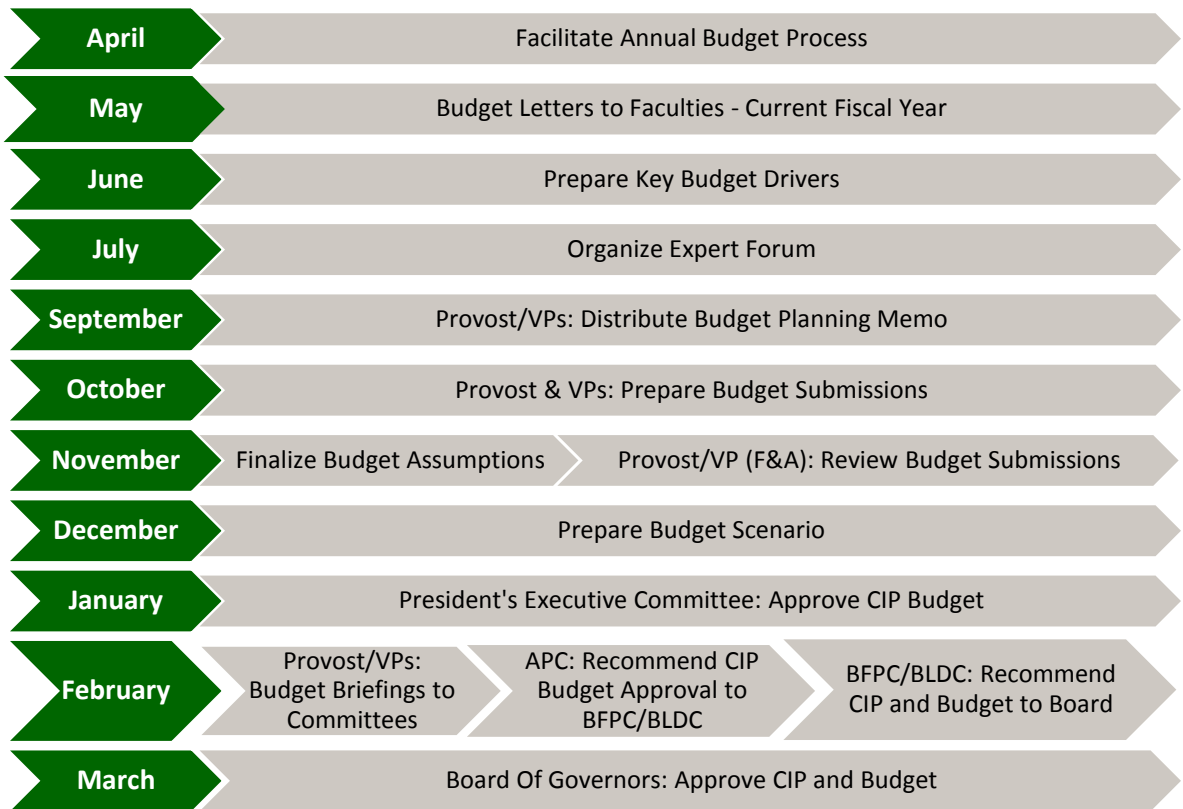 April
Facilitate Annual Budget Process
May
Budget Letters to Faculties - Current Fiscal Year
June
Prepare Key Budget Drivers
July
Organize Expert Forum
September
Provost/VPs: Distribute Budget Planning Memo
October
Provost & VPs: Prepare Budget Submissions
November
Finalize Budget Assumptions
Provost/VP (F&A): Review Budget Submissions
December
Prepare Budget Scenario
January
President's Executive Committee: Approve CIP Budget
February
Provost/VPs:
Budget Briefings to
Committees
APC: Recommend CIP
Budget Approval to
BFPC/BLDC
BFPC/BLDC: Recommend
CIP and Budget to Board
March
Board Of Governors: Approve CIP and Budget